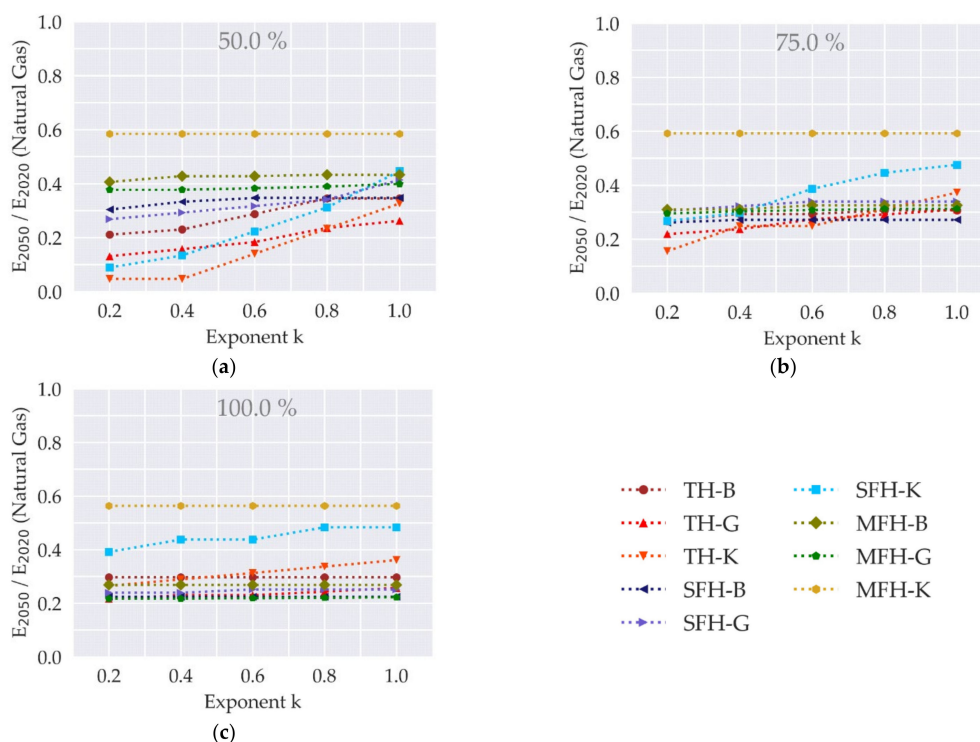 50.0 %
E2050 / E2020 (Natural Gas)
1.0
0.8
0.6
0.4
0.2
0.0
0.2 0.4 0.6 0.8 1.0
Exponent k
(a)
75.0 %
E2050 / E2020 (Natural Gas)
1.0
0.8
0.6
0.4
0.2
0.0
0.2 0.4 0.6 0.8 1.0
Exponent k
(b)
100.0 %
E2050 / E2020 (Natural Gas)
1.0
0.8
0.6
0.4
0.2
0.0
0.2 0.4 0.6 0.8 1.0
Exponent k
(c)
TH-B
TH-G
TH-K
SFH-B
SFH-G
SFH-K
MFH-B
MFH-G
MFH-K